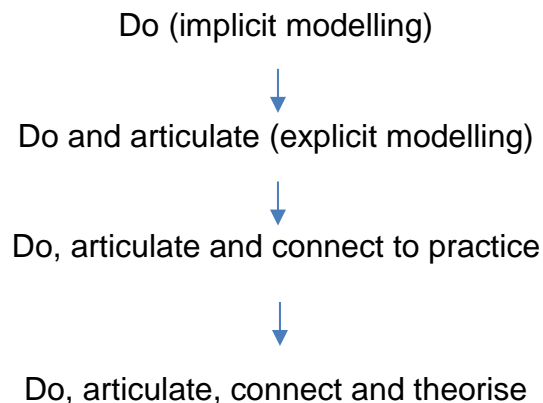 Do (implicit modelling)
Do and articulate (explicit modelling)
Do, articulate and connect to practice
Do, articulate, connect and theorise